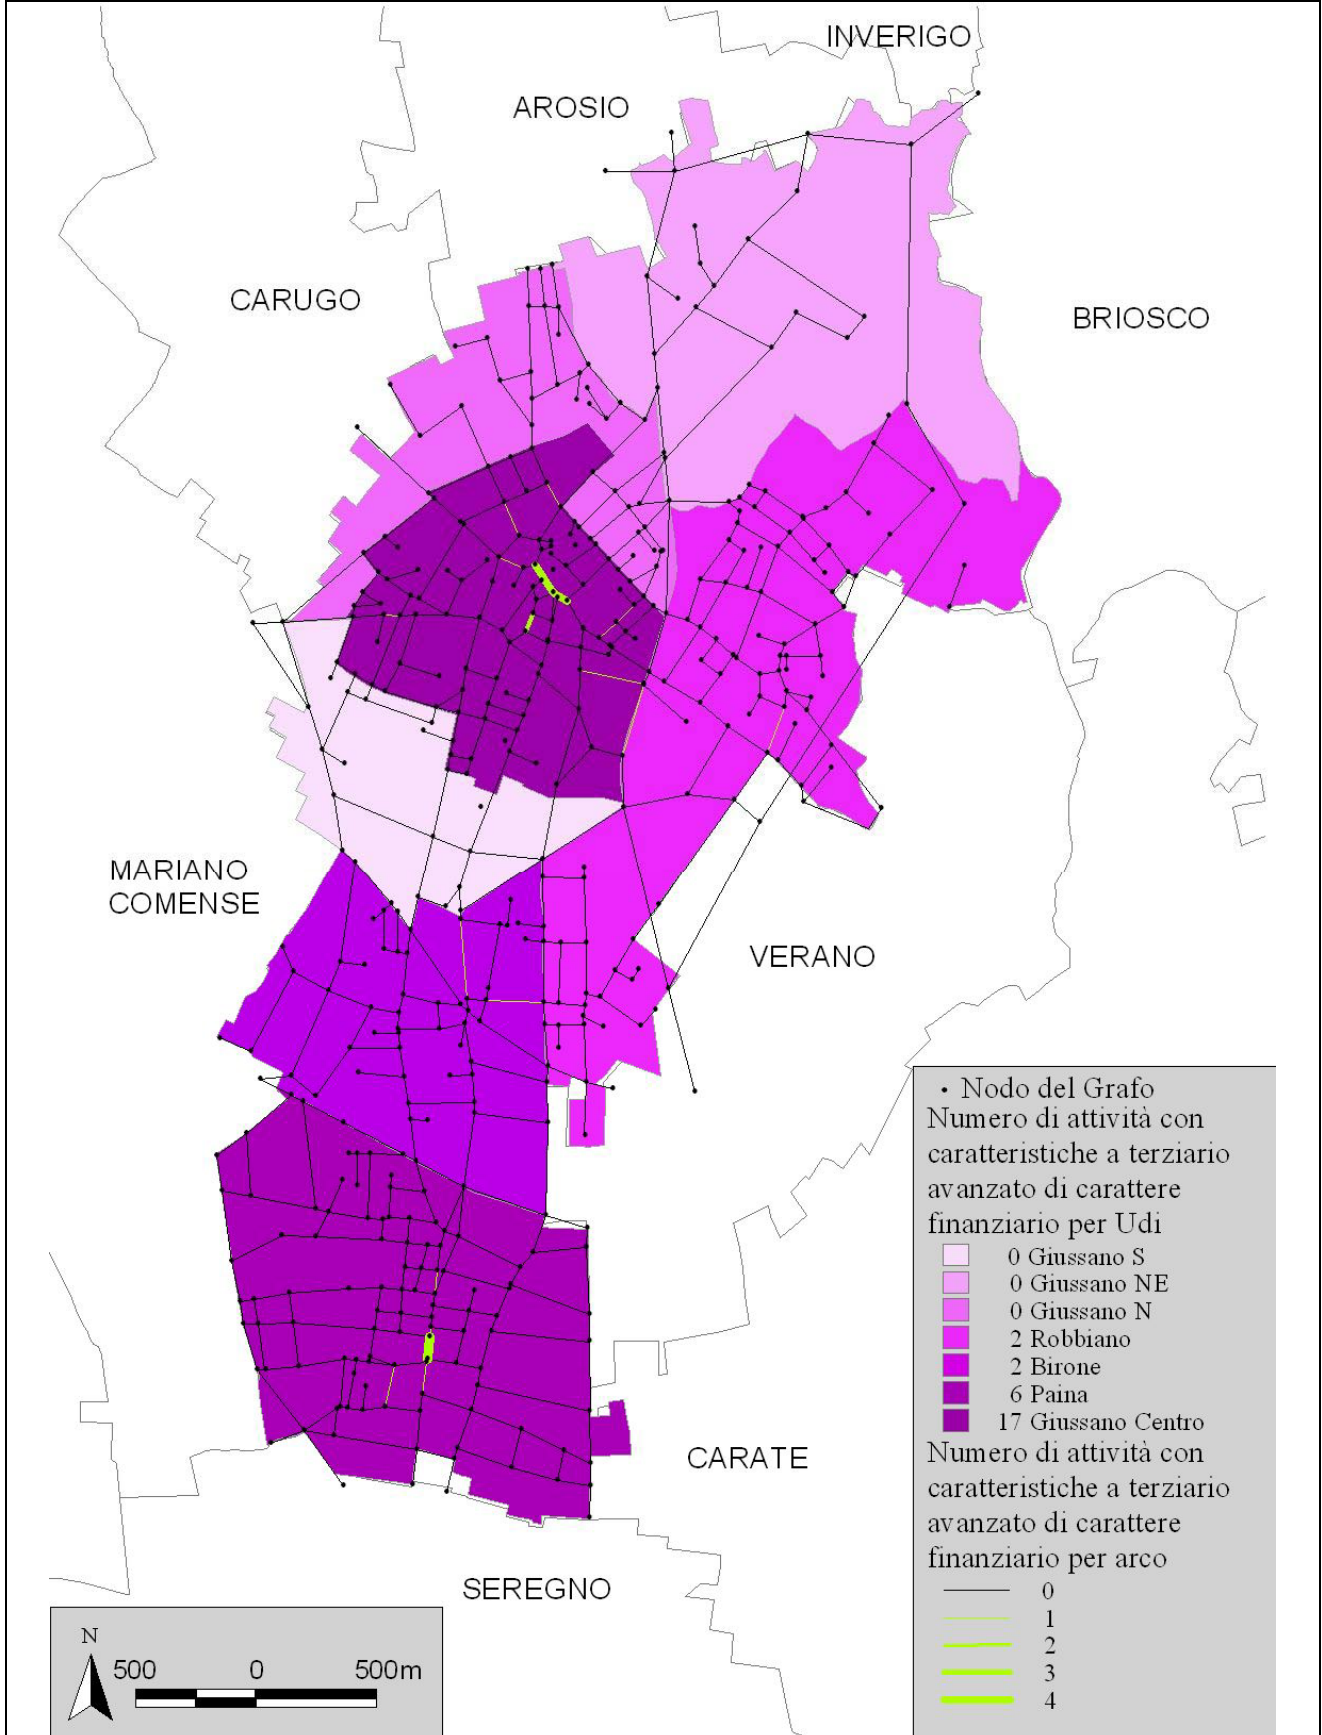 INVERIGO
AROSIO
CARUGO
BRIOSCO
MARIANO
COMENSE
VERANO
CARATE
SEREGNO
Nodo del Grafo
Numero di attività con
caratteristiche a terziario
avanzato di carattere
finanziario per Udi
0 Giussano S
0 Giussano NE
0 Giussano N
2 Robbiano
2 Birone
6 Paina
17 Giussano Centro
Numero di attività con
caratteristiche a terziario
avanzato di carattere
finanziario per arco
0
1
2
3
4
N
500 0 500m